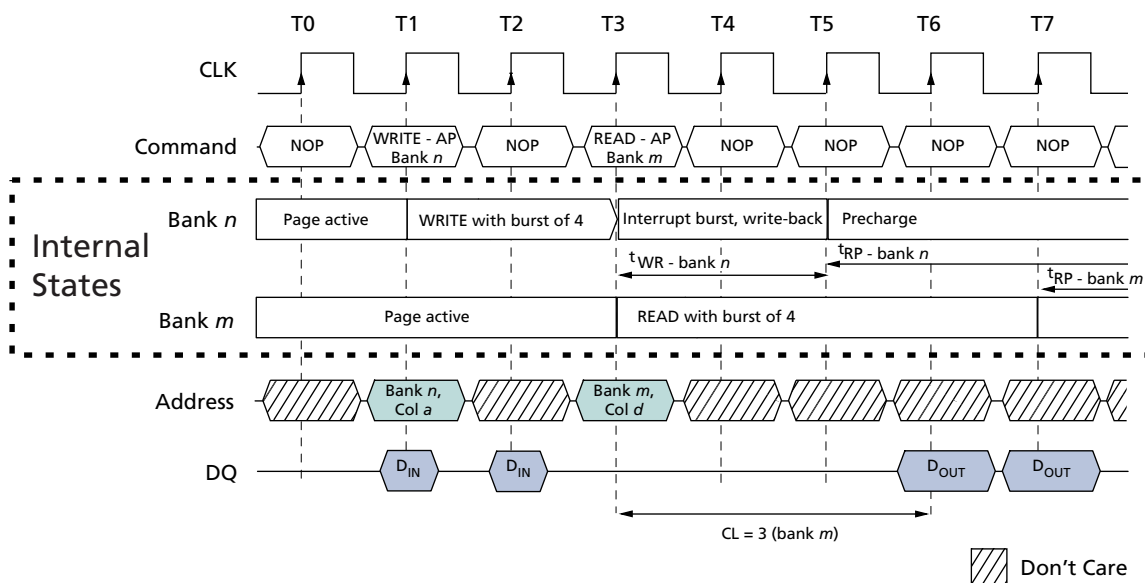 T0 T1 T2 T3 T4 T5 T6 T7
CLK
Command NOP WRITE - AP Bank n NOP READ - AP Bank m NOP NOP NOP NOP
Internal States
Bank n Page active WRITE with burst of 4 Interrupt burst, write-back Precharge
tWR - bank n tRP - bank n
tRP - bank m
Bank m Page active READ with burst of 4
Address Bank n, Col a Bank m, Col d
DQ DIN DIN DOUT DOUT
CL = 3 (bank m)
Don't Care